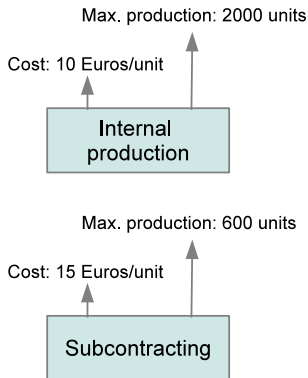 Max. production: 2000 units
Cost: 10 Euros/unit
Internal
production
Max. production: 600 units
Cost: 15 Euros/unit
Subcontracting